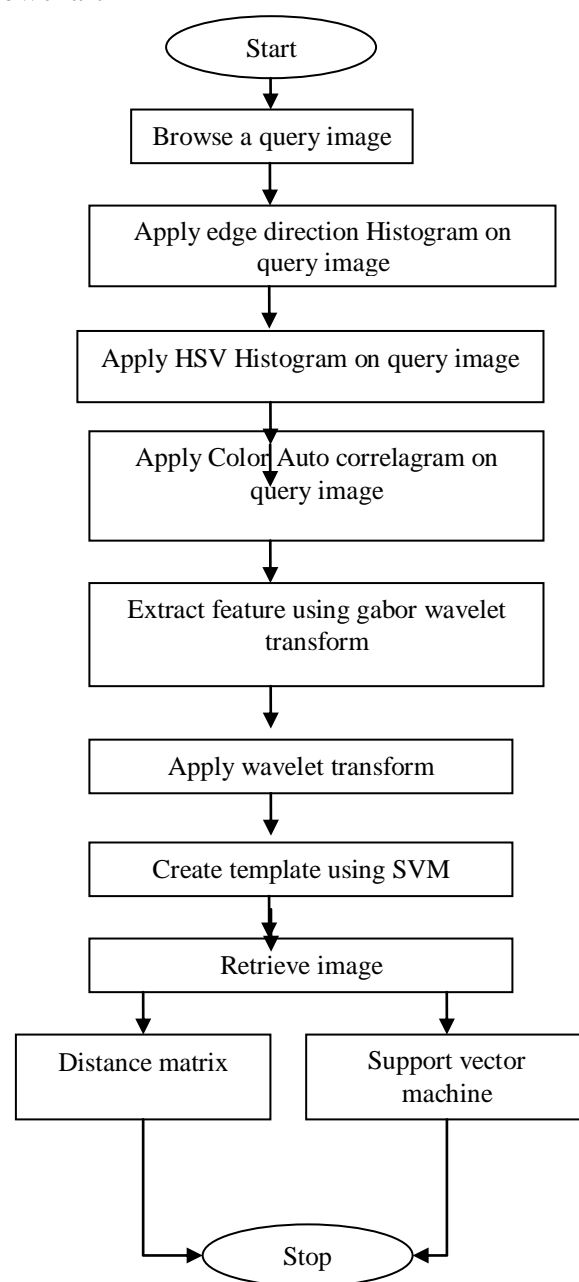 Start
Browse a query image
Apply edge direction Histogram on
query image
Apply HSV Histogram on query image
Apply Color Auto correlagram on
query image
Extract feature using gabor wavelet
transform
Apply wavelet transform
Create template using SVM
Retrieve image
Distance matrix
Support vector
machine
Stop